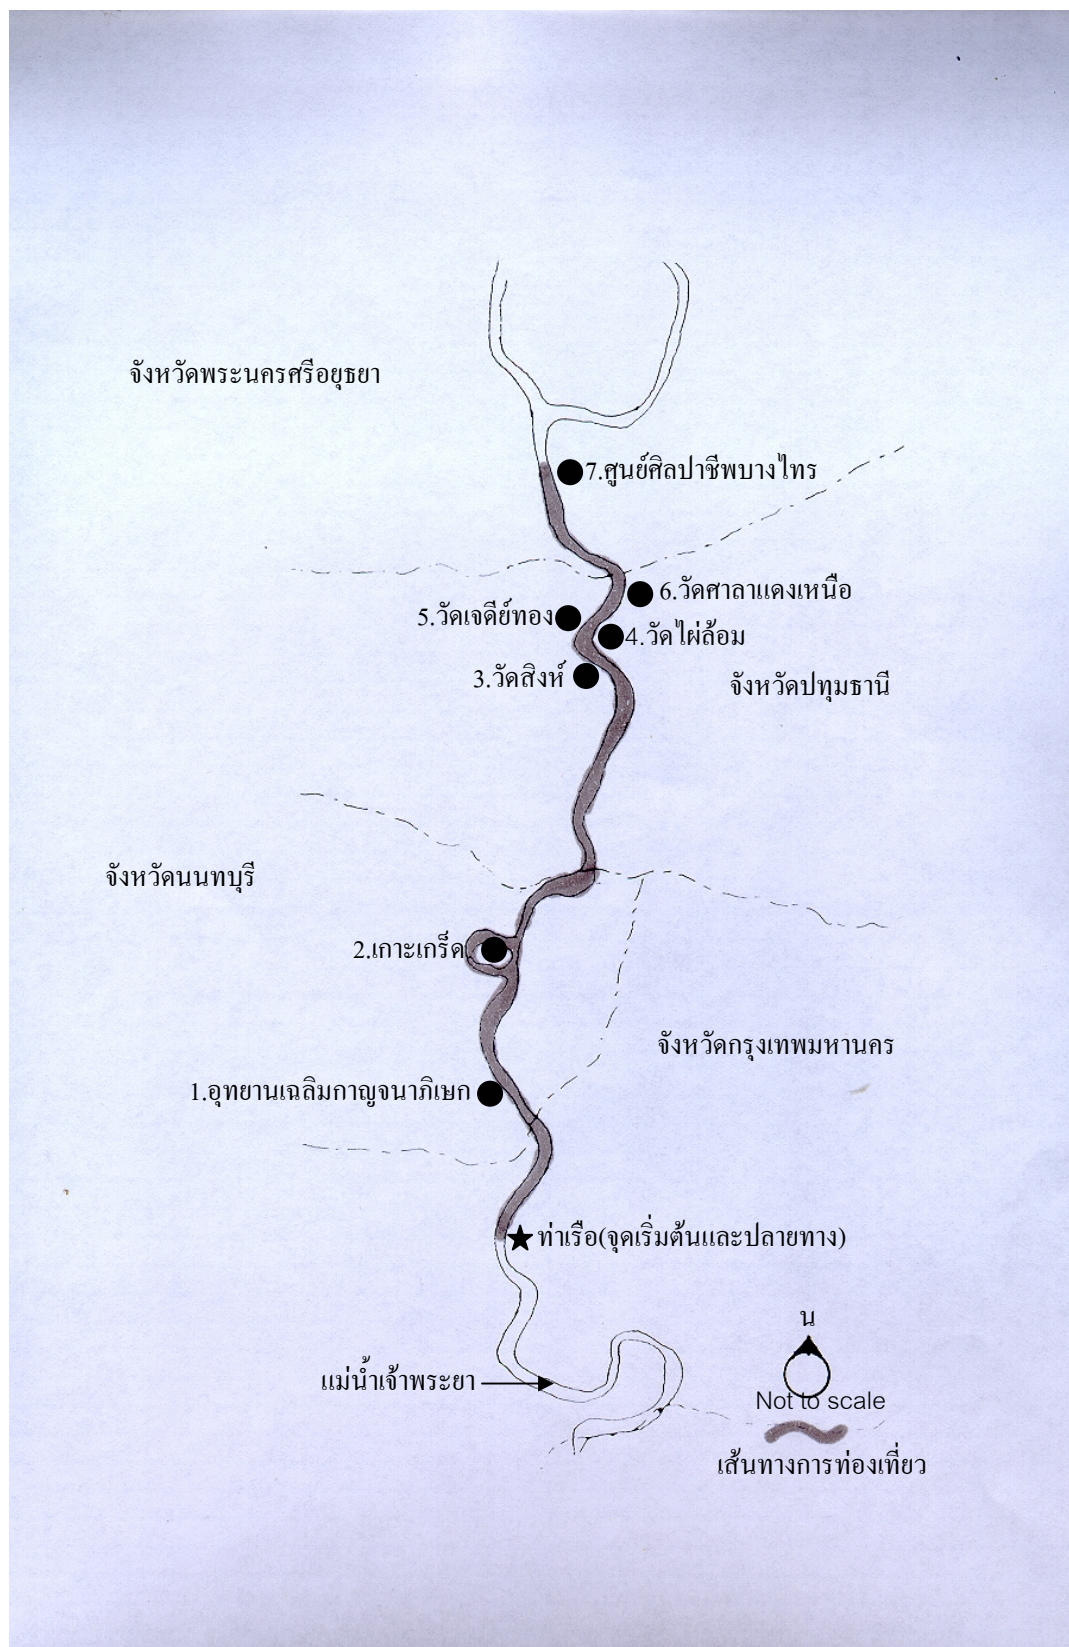 จังหวัดพระนครศรีอยุธยา
7.ศูนย์ศิลปาชีพบางไทร
6.วัดศาลาแดงเหนือ
5.วัดเจดีย์ทอง
4.วัดไผ่ล้อม
3.วัดสิงห์
จังหวัดปทุมธานี
จังหวัดนนทบุรี
2.เกาะเกร็ด
จังหวัดกรุงเทพมหานคร
1.อุทยานเฉลิมกาญจนาภิเษก
ท่าเรือ(จุดเริ่มต้นและปลายทาง)
น
แม่น้ำเจ้าพระยา
Not to scale
เส้นทางการท่องเที่ยว